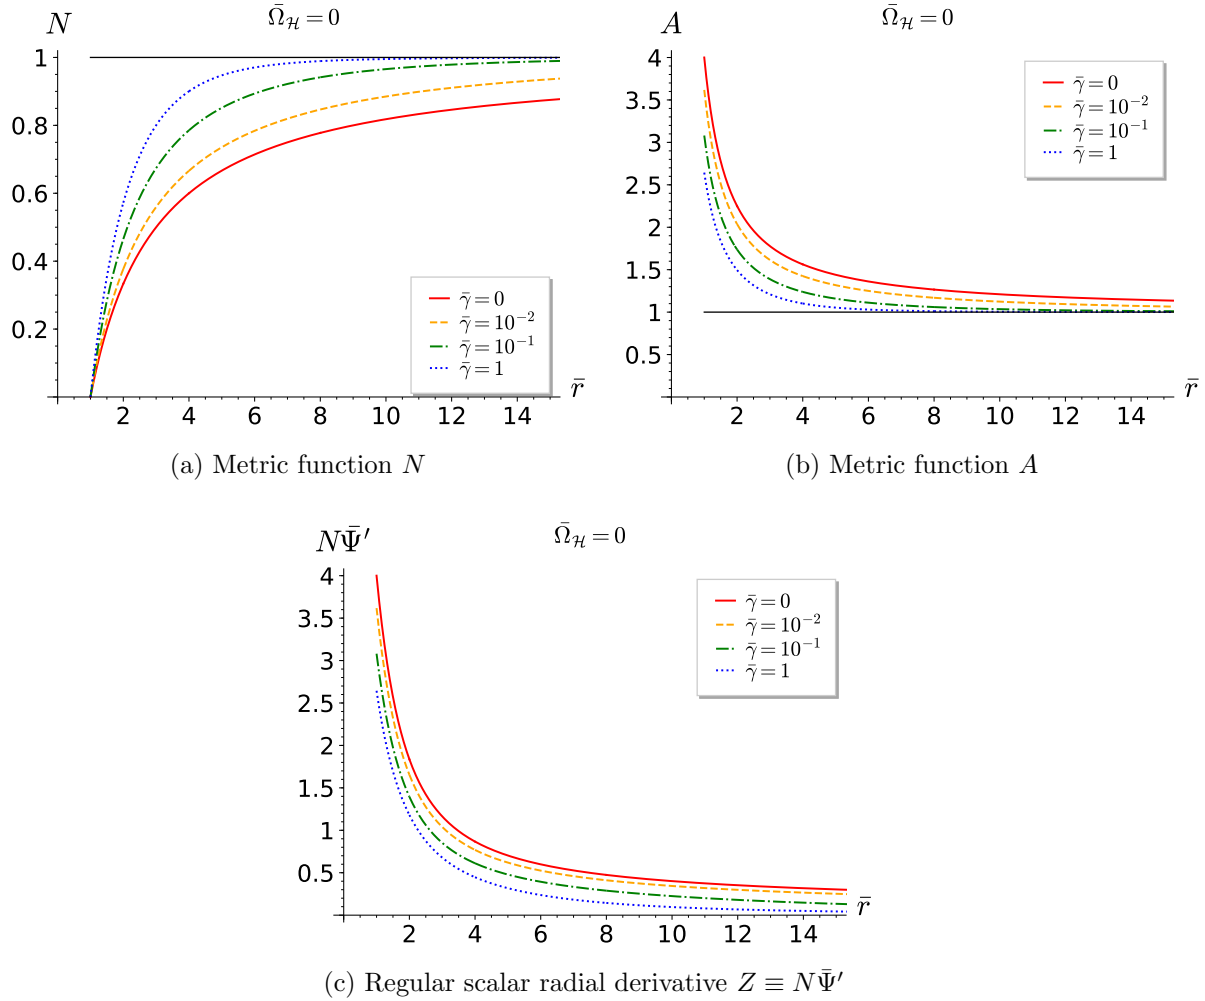 N
Ω̄_ℋ = 0
1
0.8
0.6
0.4
0.2
γ̄ = 0
γ̄ = 10⁻²
γ̄ = 10⁻¹
γ̄ = 1
r̄
2 4 6 8 10 12 14
(a) Metric function N
A
Ω̄_ℋ = 0
4
3.5
3
2.5
2
1.5
1
0.5
γ̄ = 0
γ̄ = 10⁻²
γ̄ = 10⁻¹
γ̄ = 1
r̄
2 4 6 8 10 12 14
(b) Metric function A
NΨ̄′
Ω̄_ℋ = 0
4
3.5
3
2.5
2
1.5
1
0.5
γ̄ = 0
γ̄ = 10⁻²
γ̄ = 10⁻¹
γ̄ = 1
r̄
2 4 6 8 10 12 14
(c) Regular scalar radial derivative Z ≡ NΨ̄′